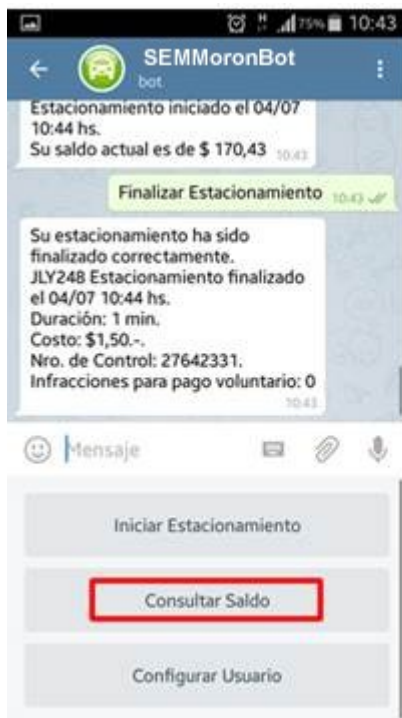 75% 10:43
SEMMoronBot
bot
Estacionamiento iniciado el 04/07
10:44 hs.
Su saldo actual es de $ 170,43 10:43
Finalizar Estacionamiento 10:43
Su estacionamiento ha sido
finalizado correctamente.
JLY248 Estacionamiento finalizado
el 04/07 10:44 hs.
Duración: 1 min.
Costo: $1,50.-.
Nro. de Control: 27642331.
Infracciones para pago voluntario: 0
10:43
Mensaje
Iniciar Estacionamiento
Consultar Saldo
Configurar Usuario